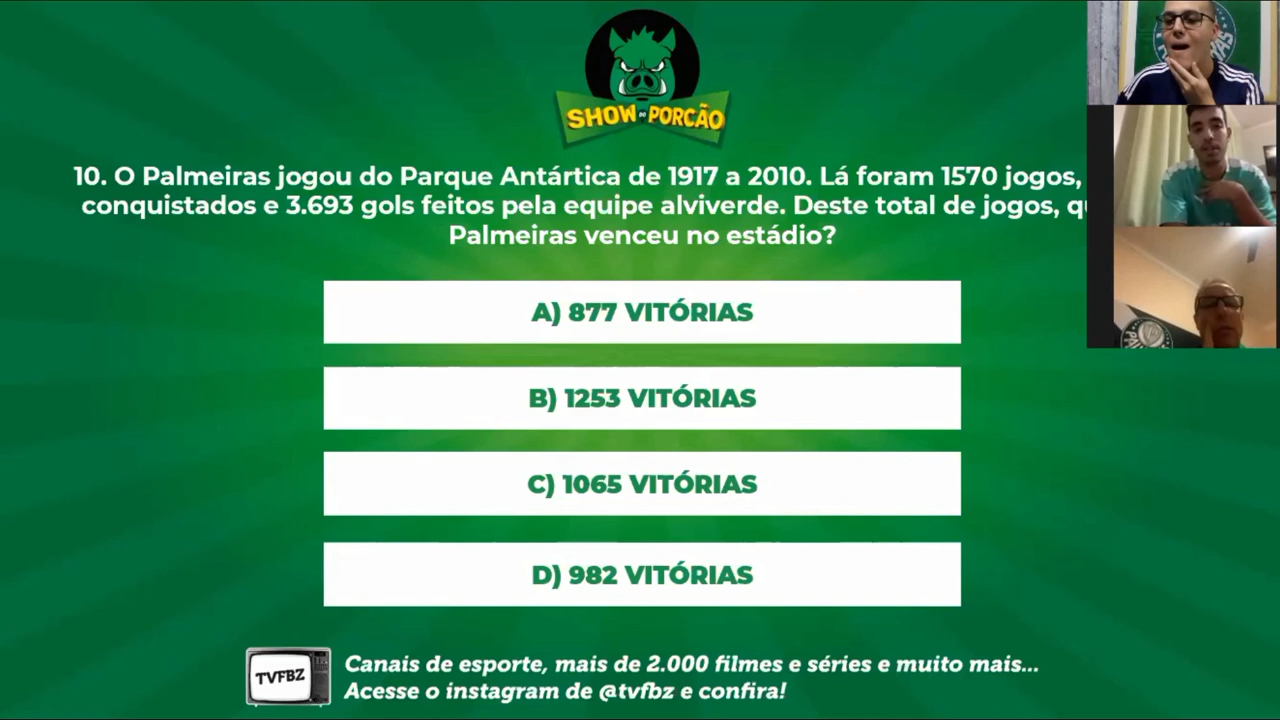 SHOW DO PORCÃO
10. O Palmeiras jogou do Parque Antártica de 1917 a 2010. Lá foram 1570 jogos,
conquistados e 3.693 gols feitos pela equipe alviverde. Deste total de jogos,
Palmeiras venceu no estádio?
A) 877 VITÓRIAS
B) 1253 VITÓRIAS
C) 1065 VITÓRIAS
D) 982 VITÓRIAS
TVFBZ
Canais de esporte, mais de 2.000 filmes e séries e muito mais...
Acesse o instagram de @tvfbz e confira!